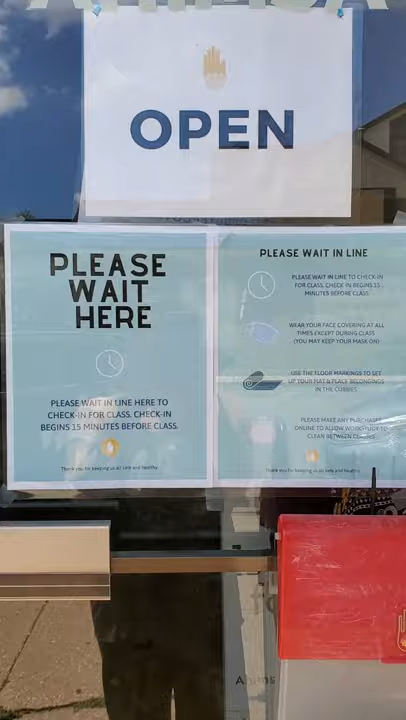 OPEN
PLEASE
WAIT
HERE
PLEASE WAIT IN LINE HERE TO
CHECK-IN FOR CLASS. CHECK-IN
BEGINS 15 MINUTES BEFORE CLASS.
Thank you for keeping us all safe and healthy.
PLEASE WAIT IN LINE
PLEASE WAIT IN LINE TO CHECK-IN
FOR CLASS. CHECK-IN BEGINS 15
MINUTES BEFORE CLASS.
WEAR YOUR FACE COVERING AT ALL
TIMES EXCEPT DURING CLASS
(YOU MAY KEEP YOUR MASK ON)
USE THE FLOOR MARKINGS TO SET
UP YOUR MAT & PLACE BELONGINGS
IN THE CUBBIES
PLEASE MAKE ANY PURCHASES
ONLINE TO ALLOW WORKSTUDY TO
CLEAN BETWEEN CLASSES
Thank you for keeping us all safe and healthy.